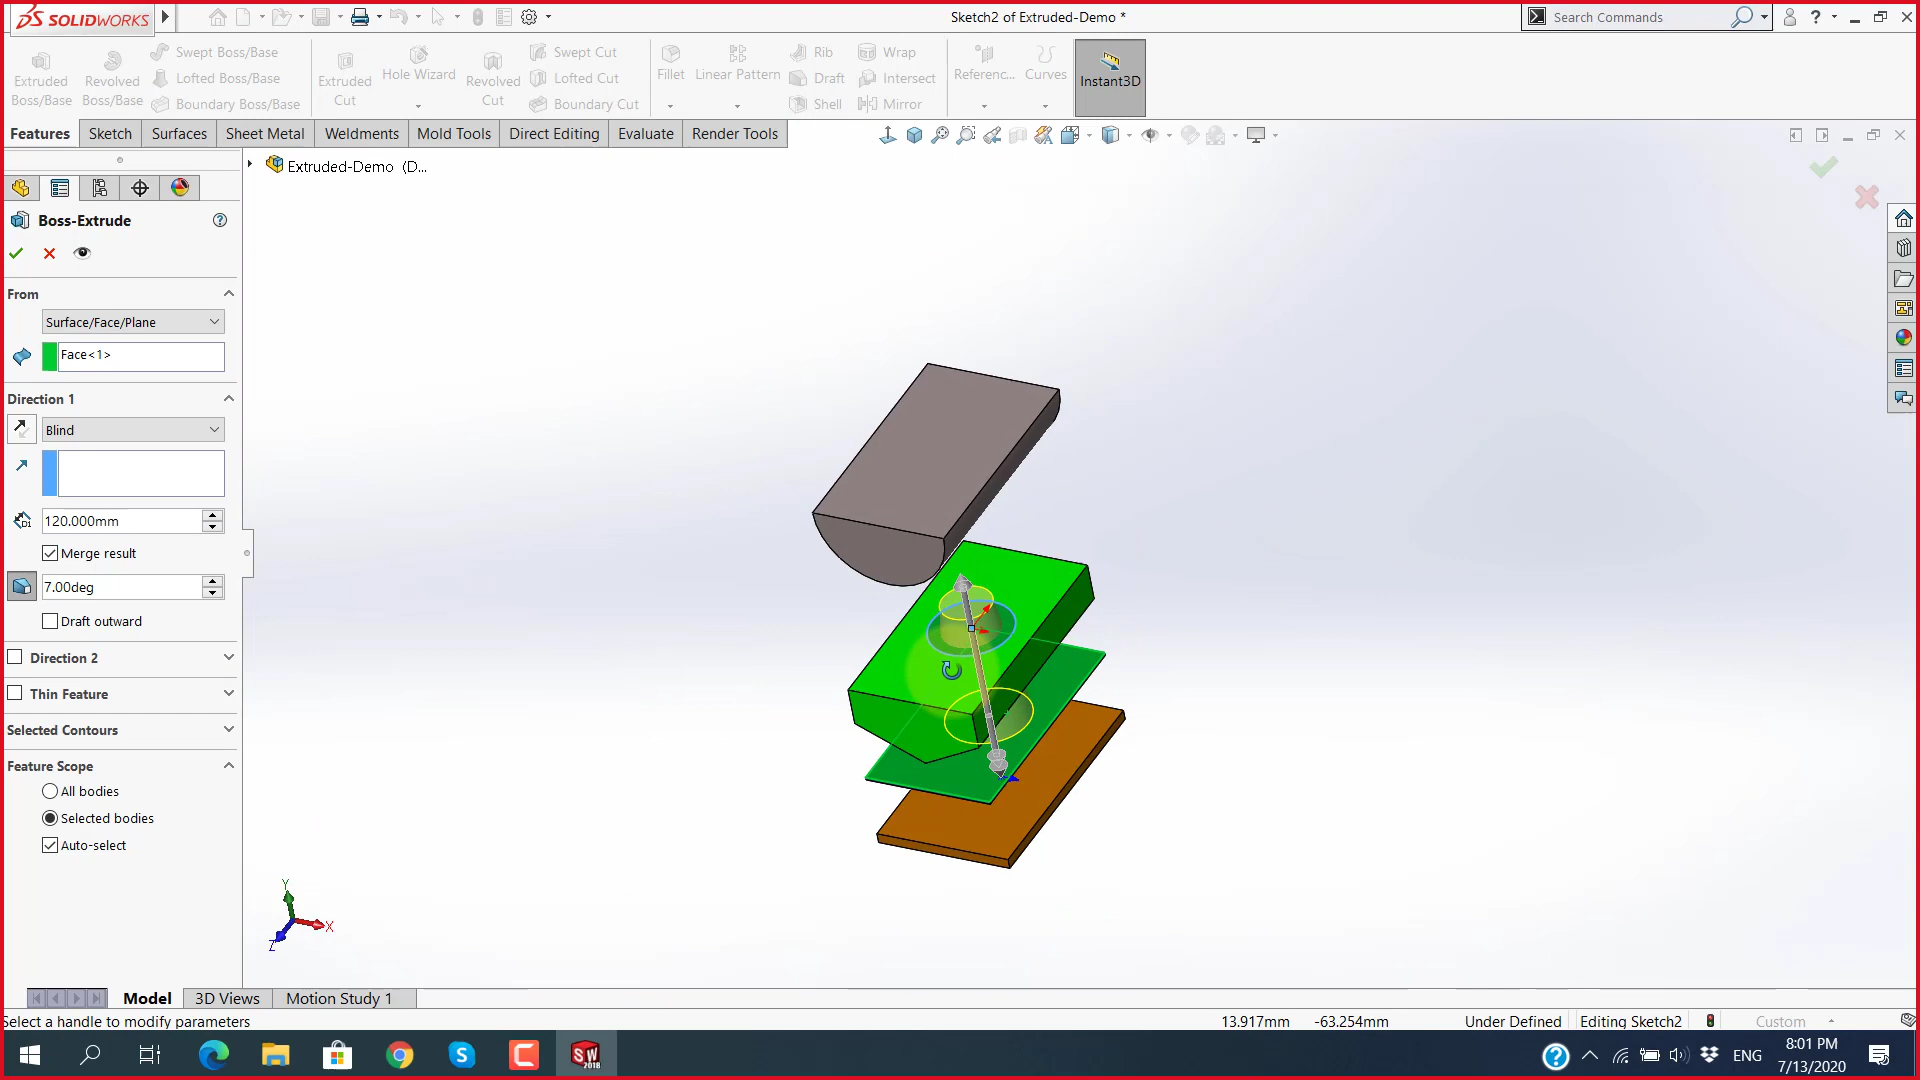 SOLIDWORKS
Sketch2 of Extruded-Demo *
Search Commands
Extruded Boss/Base
Revolved Boss/Base
Swept Boss/Base
Lofted Boss/Base
Boundary Boss/Base
Extruded Cut
Hole Wizard
Revolved Cut
Swept Cut
Lofted Cut
Boundary Cut
Fillet
Linear Pattern
Rib
Draft
Shell
Wrap
Intersect
Mirror
Referenc...
Curves
Instant3D
Features
Sketch
Surfaces
Sheet Metal
Weldments
Mold Tools
Direct Editing
Evaluate
Render Tools
Extruded-Demo (D...
Boss-Extrude
From
Surface/Face/Plane
Face<1>
Direction 1
Blind
D1
120.000mm
Merge result
7.00deg
Draft outward
Direction 2
Thin Feature
Selected Contours
Feature Scope
All bodies
Selected bodies
Auto-select
Y
X
Z
Model
3D Views
Motion Study 1
Select a handle to modify parameters
13.917mm
-63.254mm
Under Defined
Editing Sketch2
Custom
SW
2018
ENG
8:01 PM
7/13/2020